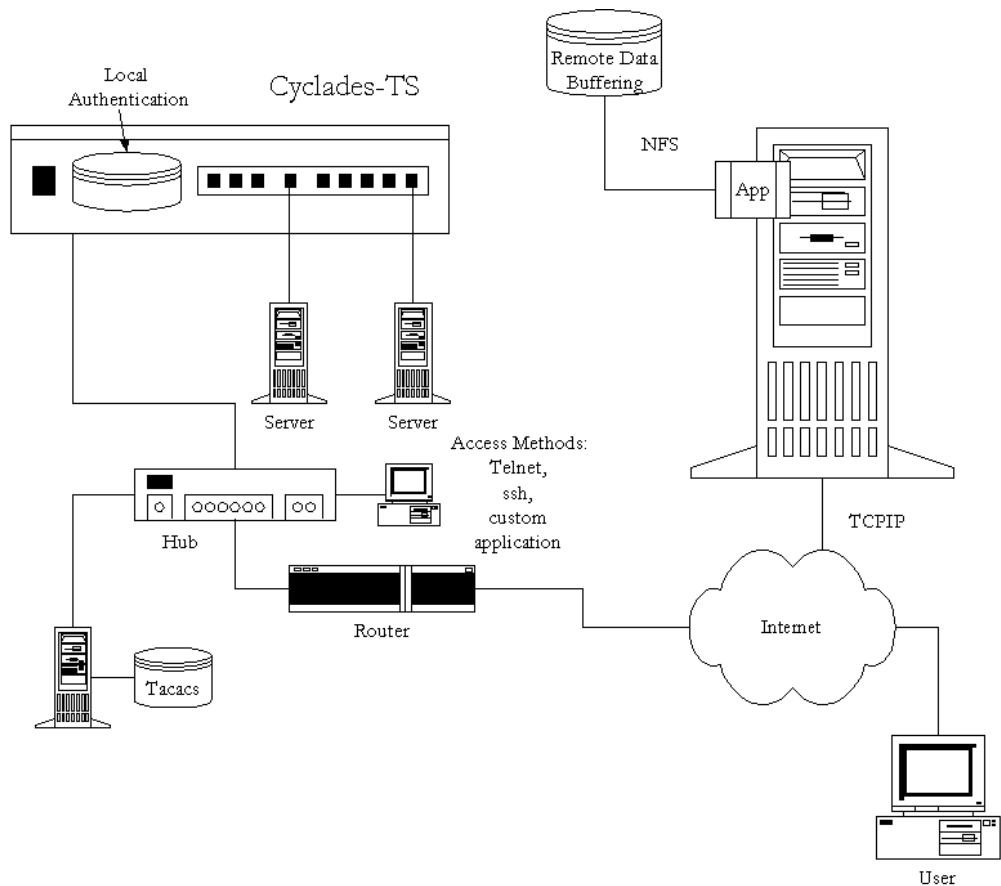 Remote Data
Buffering
Local
Authentication
Cyclades-TS
NFS
App
Server
Server
Access Methods:
Telnet,
ssh,
custom
application
Hub
TCPIP
Router
Internet
Tacacs
User